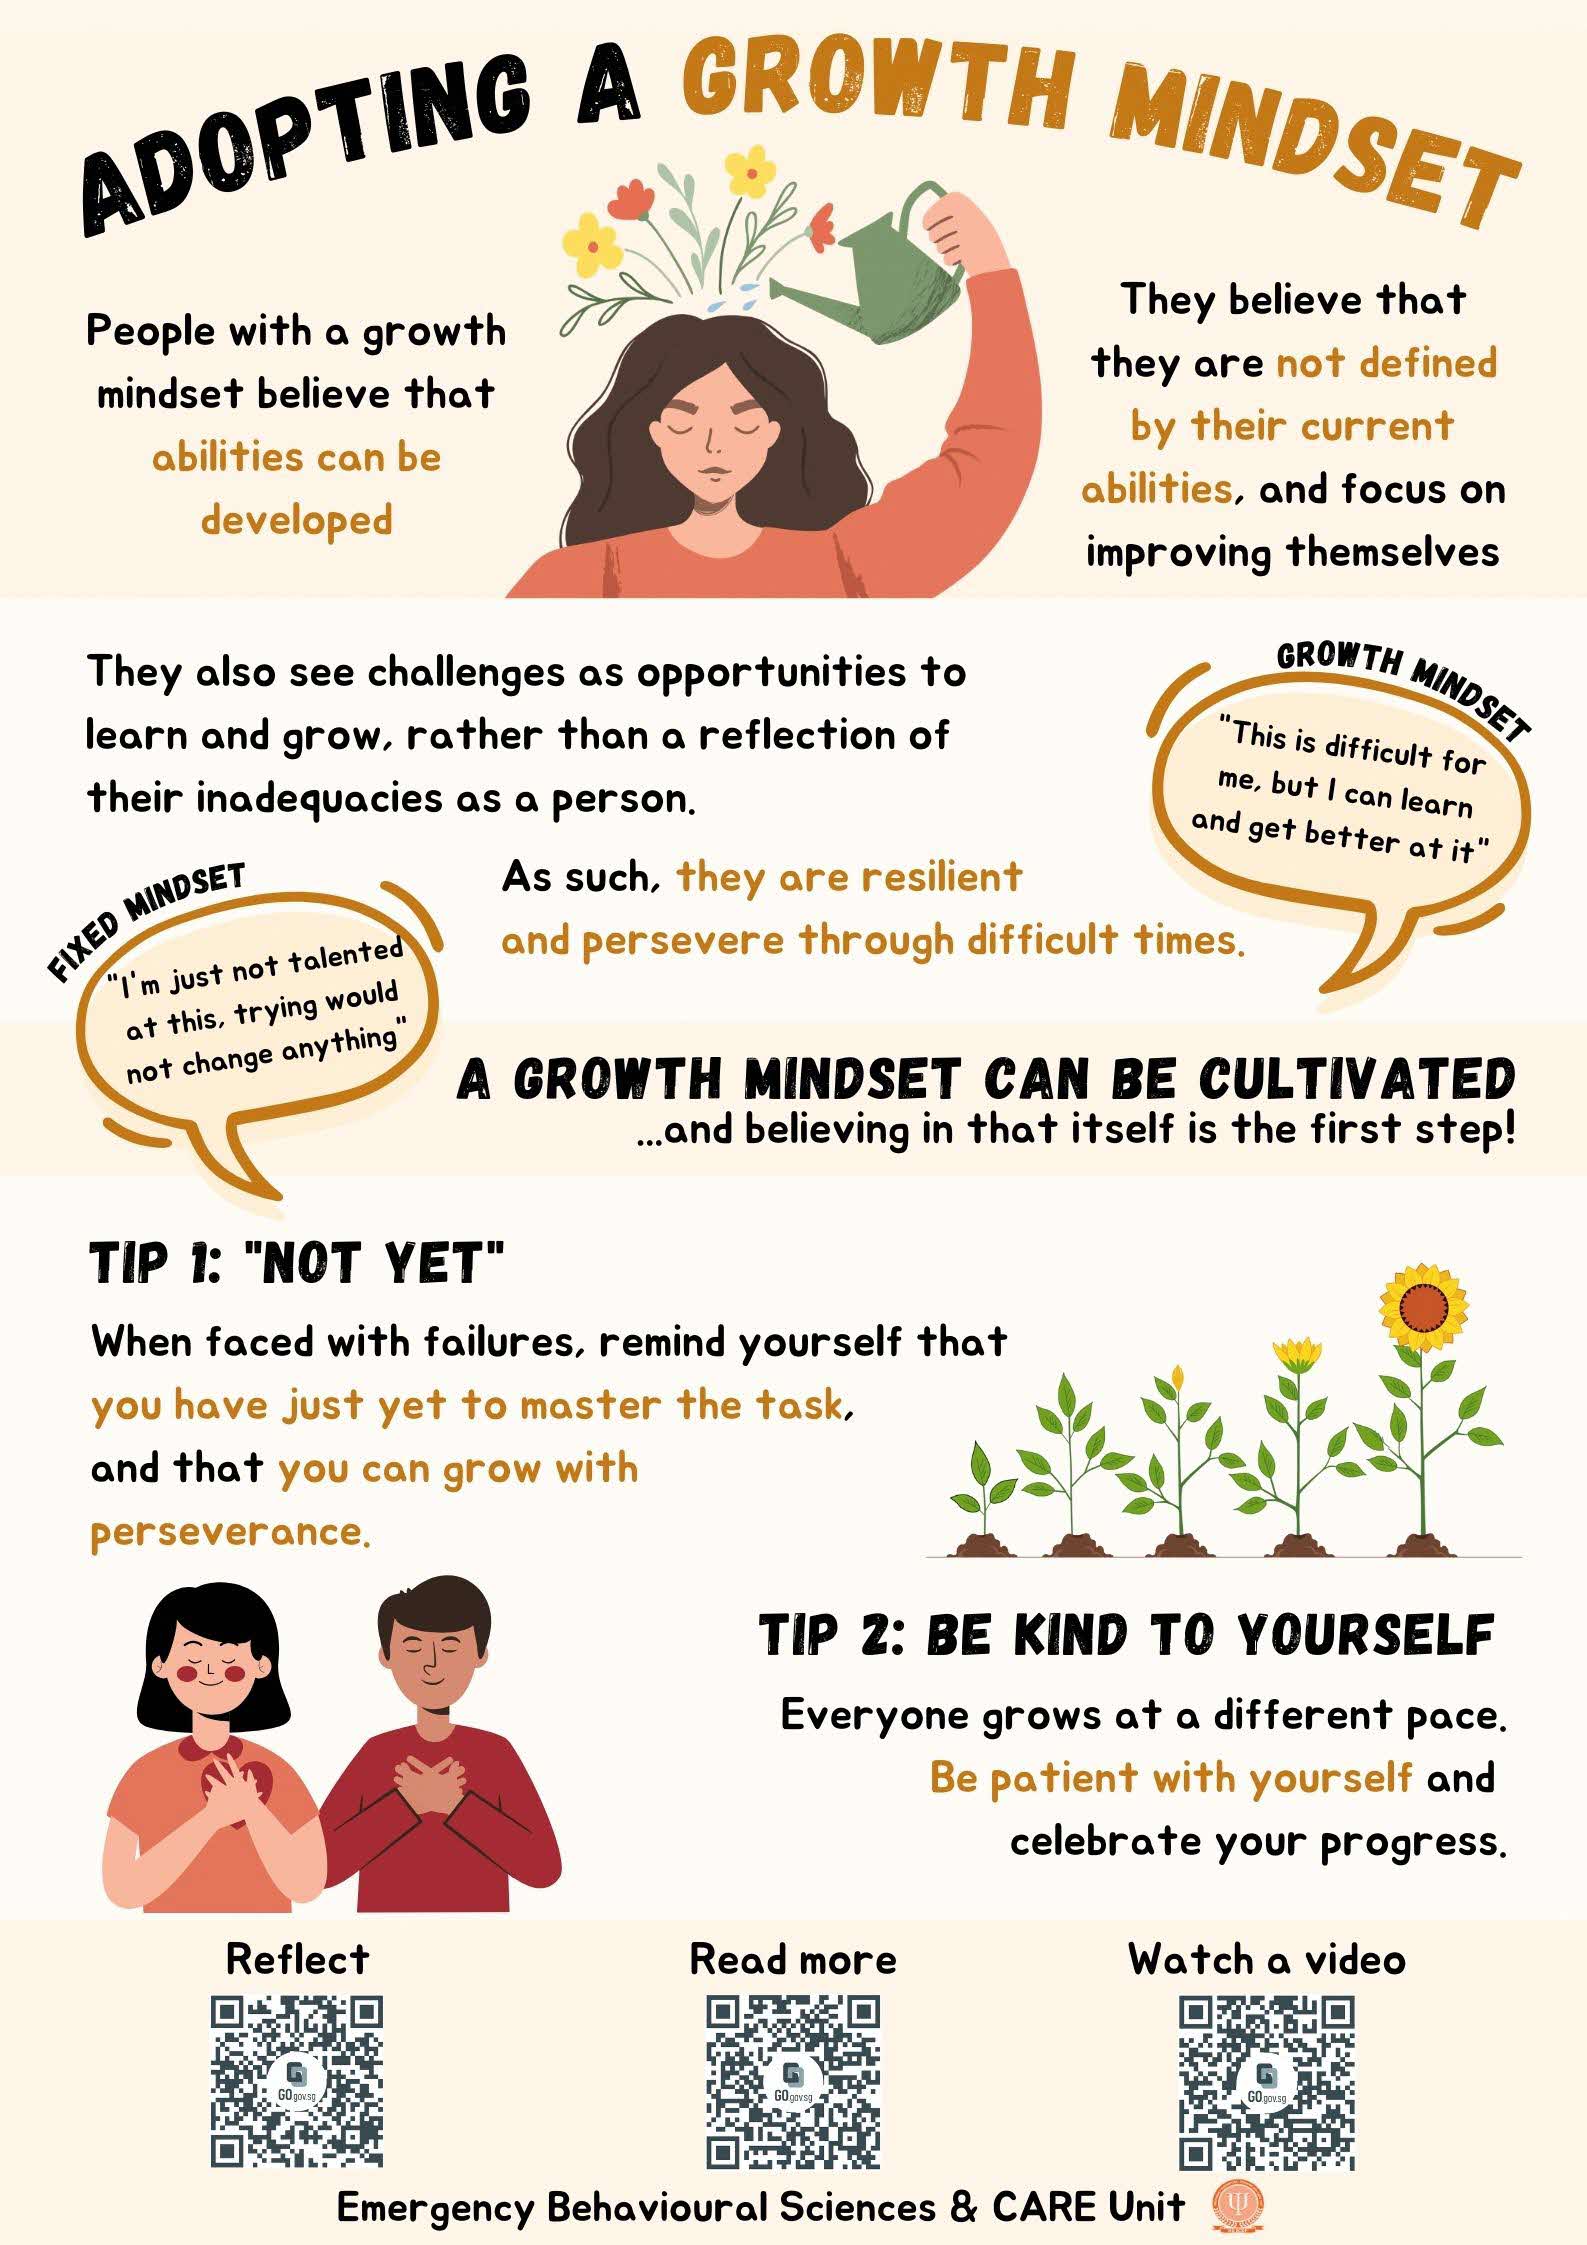 ADOPTING A GROWTH MINDSET
People with a growth
mindset believe that
abilities can be
developed
They believe that
they are not defined
by their current
abilities, and focus on
improving themselves
They also see challenges as opportunities to
learn and grow, rather than a reflection of
their inadequacies as a person.
GROWTH MINDSET
"This is difficult for
me, but I can learn
and get better at it"
As such, they are resilient
and persevere through difficult times.
FIXED MINDSET
"I'm just not talented
at this, trying would
not change anything"
A GROWTH MINDSET CAN BE CULTIVATED
...and believing in that itself is the first step!
TIP 1: "NOT YET"
When faced with failures, remind yourself that
you have just yet to master the task,
and that you can grow with
perseverance.
TIP 2: BE KIND TO YOURSELF
Everyone grows at a different pace.
Be patient with yourself and
celebrate your progress.
Reflect
Read more
Watch a video
GO.gov.sg
GO.gov.sg
GO.gov.sg
Emergency Behavioural Sciences & CARE Unit